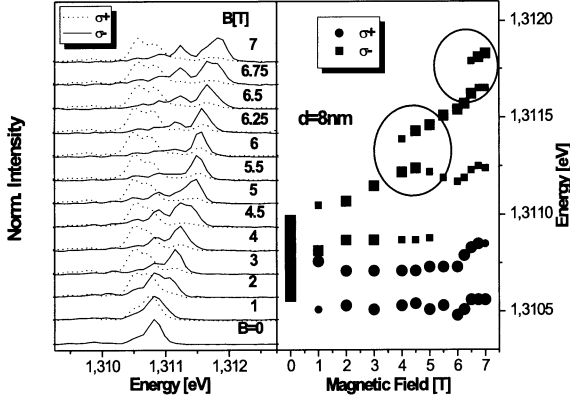 σ+
σ-
B[T]
7
6.75
6.5
6.25
6
5.5
5
4.5
4
3
2
1
B=0
Norm. Intensity
1,310
1,311
1,312
Energy [eV]
σ+
σ-
d=8nm
1,3120
1,3115
1,3110
1,3105
Energy [eV]
0 1 2 3 4 5 6 7
Magnetic Field [T]